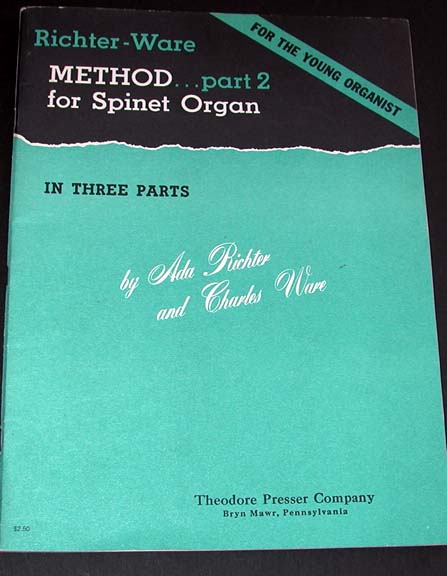 Richter-Ware
METHOD...part 2
for Spinet Organ
FOR THE YOUNG ORGANIST
IN THREE PARTS
by Ada Richter
and Charles Ware
Theodore Presser Company
Bryn Mawr, Pennsylvania
$2.50